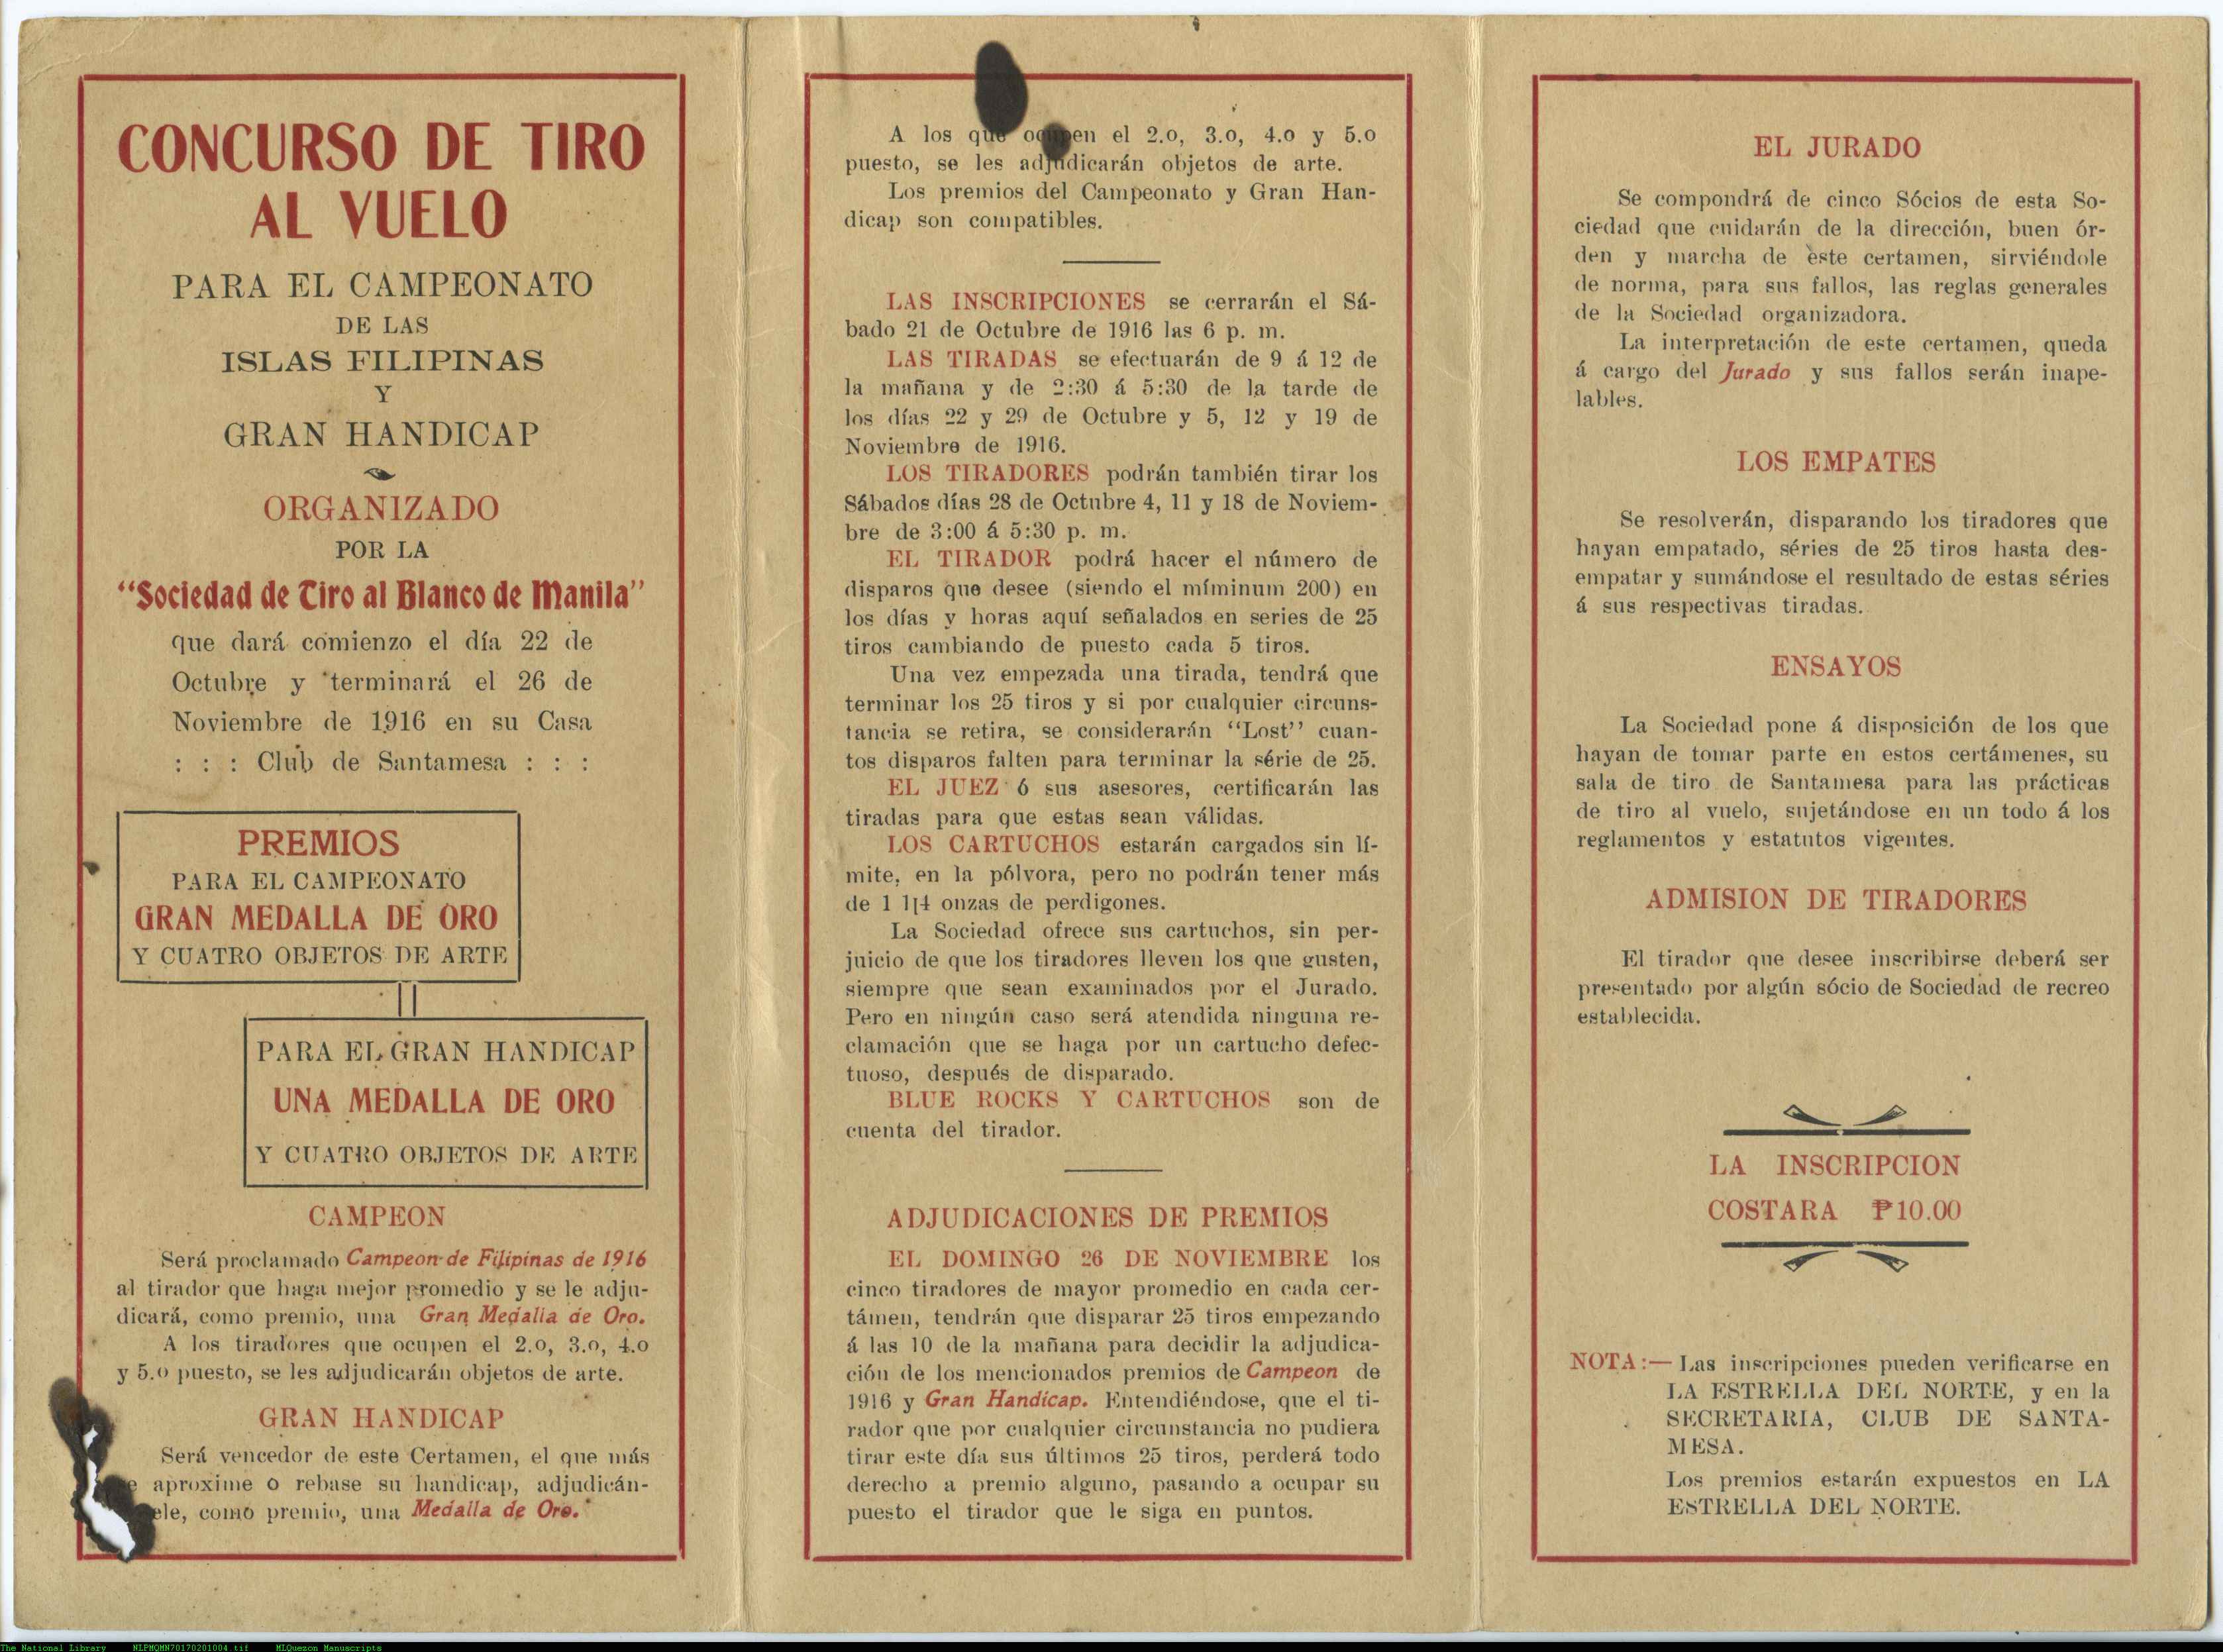 CONCURSO DE TIRO
AL VUELO
PARA EL CAMPEONATO
DE LAS
ISLAS FILIPINAS
Y
GRAN HANDICAP
ORGANIZADO
POR LA
"Sociedad de Tiro al Blanco de Manila"
que dará comienzo el día 22 de
Octubre y terminará el 26 de
Noviembre de 1916 en su Casa
: : : Club de Santamesa : : :
PREMIOS
PARA EL CAMPEONATO
GRAN MEDALLA DE ORO
Y CUATRO OBJETOS DE ARTE
PARA EL GRAN HANDICAP
UNA MEDALLA DE ORO
Y CUATRO OBJETOS DE ARTE
CAMPEON
Será proclamado Campeon de Filipinas de 1916
al tirador que haga mejor promedio y se le adju-
dicará, como premio, una Gran Medalla de Oro.
A los tiradores que ocupen el 2.o, 3.o, 4.o
y 5.o puesto, se les adjudicarán objetos de arte.
GRAN HANDICAP
Será vencedor de este Certamen, el que más
aproxime o rebase su handicap, adjudicán-
ele, como premio, una Medalla de Oro.
A los que ocupen el 2.o, 3.o, 4.o y 5.o
puesto, se les adjudicarán objetos de arte.
Los premios del Campeonato y Gran Han-
dicap son compatibles.
LAS INSCRIPCIONES se cerrarán el Sá-
bado 21 de Octubre de 1916 las 6 p. m.
LAS TIRADAS se efectuarán de 9 á 12 de
la mañana y de 2:30 á 5:30 de la tarde de
los días 22 y 29 de Octubre y 5, 12 y 19 de
Noviembre de 1916.
LOS TIRADORES podrán también tirar los
Sábados días 28 de Octubre 4, 11 y 18 de Noviem-
bre de 3:00 á 5:30 p. m.
EL TIRADOR podrá hacer el número de
disparos que desee (siendo el míminum 200) en
los días y horas aquí señalados en series de 25
tiros cambiando de puesto cada 5 tiros.
Una vez empezada una tirada, tendrá que
terminar los 25 tiros y si por cualquier circuns-
tancia se retira, se considerarán "Lost" cuan-
tos disparos falten para terminar la série de 25.
EL JUEZ ó sus asesores, certificarán las
tiradas para que estas sean válidas.
LOS CARTUCHOS estarán cargados sin lí-
mite, en la pólvora, pero no podrán tener más
de 1 1|4 onzas de perdigones.
La Sociedad ofrece sus cartuchos, sin per-
juicio de que los tiradores lleven los que gusten,
siempre que sean examinados por el Jurado.
Pero en ningún caso será atendida ninguna re-
clamación que se haga por un cartucho defec-
tuoso, después de disparado.
BLUE ROCKS Y CARTUCHOS son de
cuenta del tirador.
ADJUDICACIONES DE PREMIOS
EL DOMINGO 26 DE NOVIEMBRE los
cinco tiradores de mayor promedio en cada cer-
támen, tendrán que disparar 25 tiros empezando
á las 10 de la mañana para decidir la adjudica-
ción de los mencionados premios de Campeon de
1916 y Gran Handicap. Entendiéndose, que el ti-
rador que por cualquier circunstancia no pudiera
tirar este día sus últimos 25 tiros, perderá todo
derecho a premio alguno, pasando a ocupar su
puesto el tirador que le siga en puntos.
EL JURADO
Se compondrá de cinco Sócios de esta So-
ciedad que cuidarán de la dirección, buen ór-
den y marcha de este certamen, sirviéndole
de norma, para sus fallos, las reglas generales
de la Sociedad organizadora.
La interpretación de este certamen, queda
á cargo del Jurado y sus fallos serán inape-
lables.
LOS EMPATES
Se resolverán, disparando los tiradores que
hayan empatado, séries de 25 tiros hasta des-
empatar y sumándose el resultado de estas séries
á sus respectivas tiradas.
ENSAYOS
La Sociedad pone á disposición de los que
hayan de tomar parte en estos certámenes, su
sala de tiro de Santamesa para las prácticas
de tiro al vuelo, sujetándose en un todo á los
reglamentos y estatutos vigentes.
ADMISION DE TIRADORES
El tirador que desee inscribirse deberá ser
presentado por algún sócio de Sociedad de recreo
establecida.
LA INSCRIPCION
COSTARA ₱10.00
NOTA:— Las inscripciones pueden verificarse en
LA ESTRELLA DEL NORTE, y en la
SECRETARIA, CLUB DE SANTA-
MESA.
Los premios estarán expuestos en LA
ESTRELLA DEL NORTE.
The National Library NLPMQMN70170201004.tif MLQuezon Manuscripts